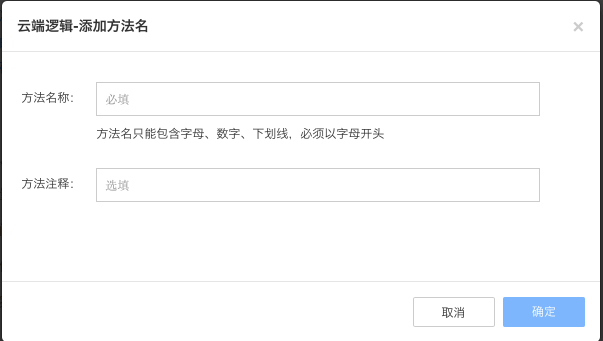 云端逻辑-添加方法名
×
方法名称：
必填
方法名只能包含字母、数字、下划线，必须以字母开头
方法注释：
选填
取消
确定